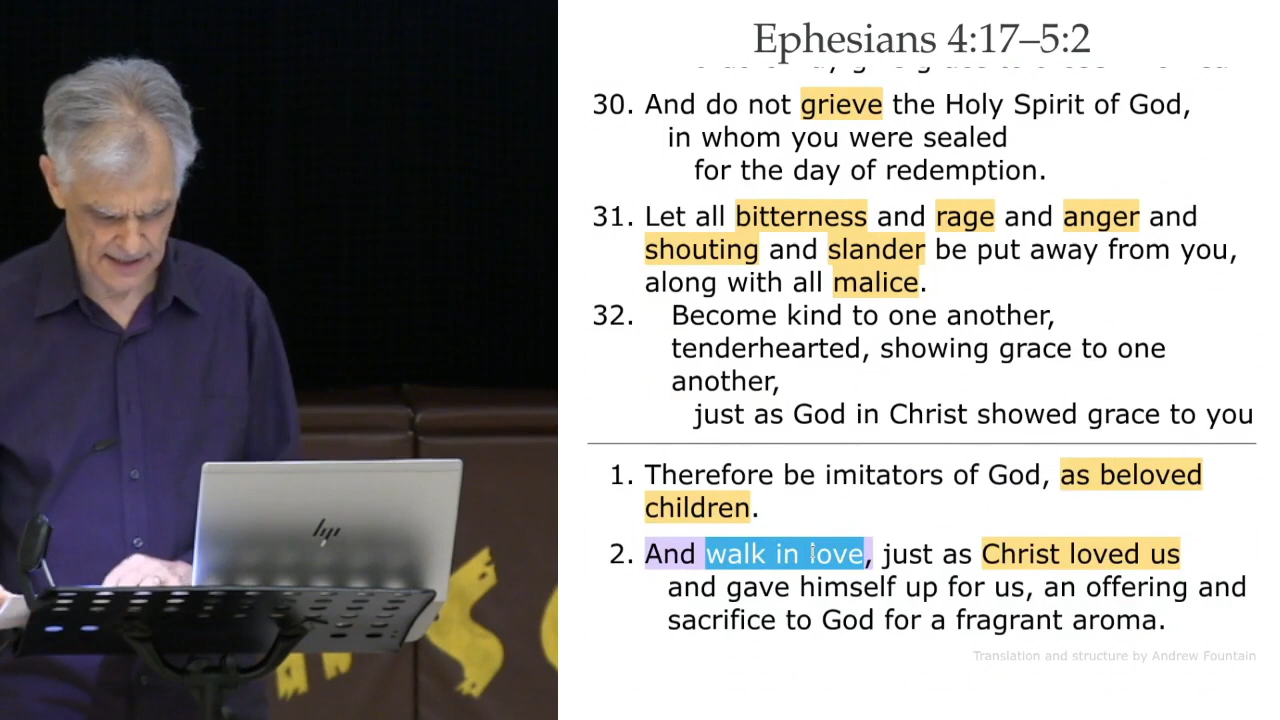 Ephesians 4:17–5:2
30. And do not grieve the Holy Spirit of God,
in whom you were sealed
for the day of redemption.
31. Let all bitterness and rage and anger and
shouting and slander be put away from you,
along with all malice.
32. Become kind to one another,
tenderhearted, showing grace to one
another,
just as God in Christ showed grace to you
1. Therefore be imitators of God, as beloved
children.
2. And walk in love, just as Christ loved us
and gave himself up for us, an offering and
sacrifice to God for a fragrant aroma.
Translation and structure by Andrew Fountain
hp